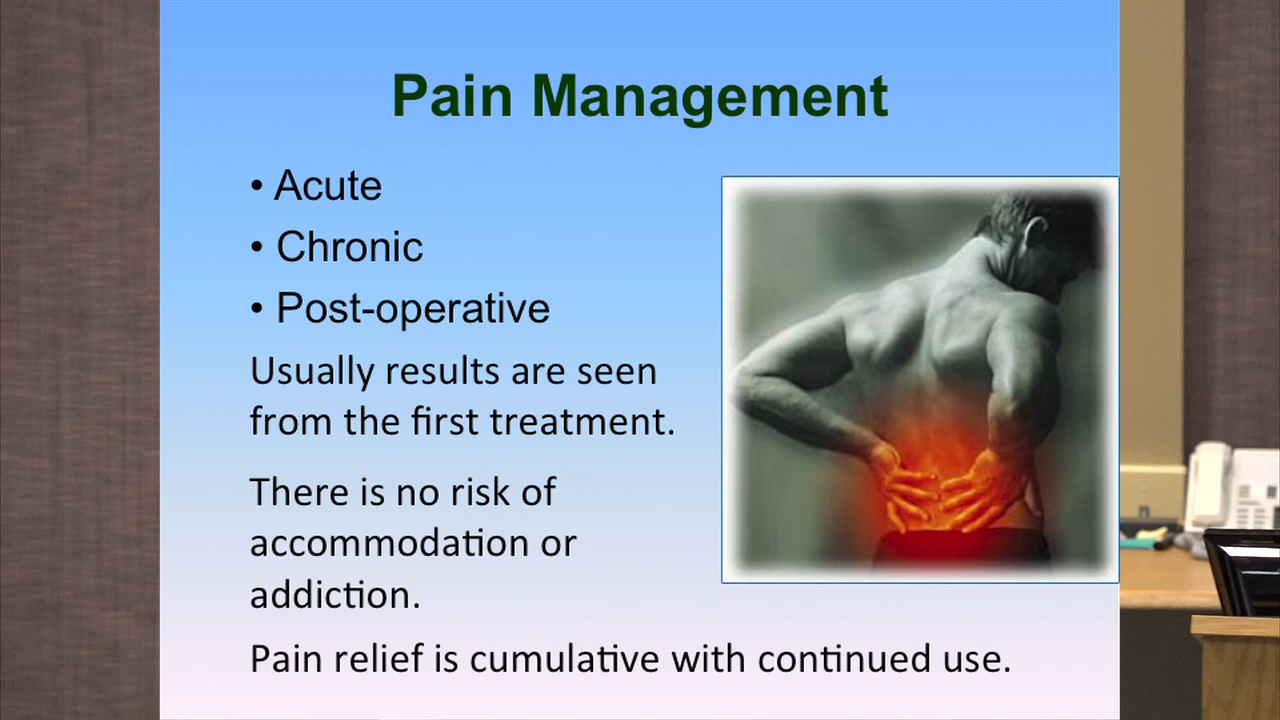 Pain Management
• Acute
• Chronic
• Post-operative
Usually results are seen
from the first treatment.
There is no risk of
accommodation or
addiction.
Pain relief is cumulative with continued use.